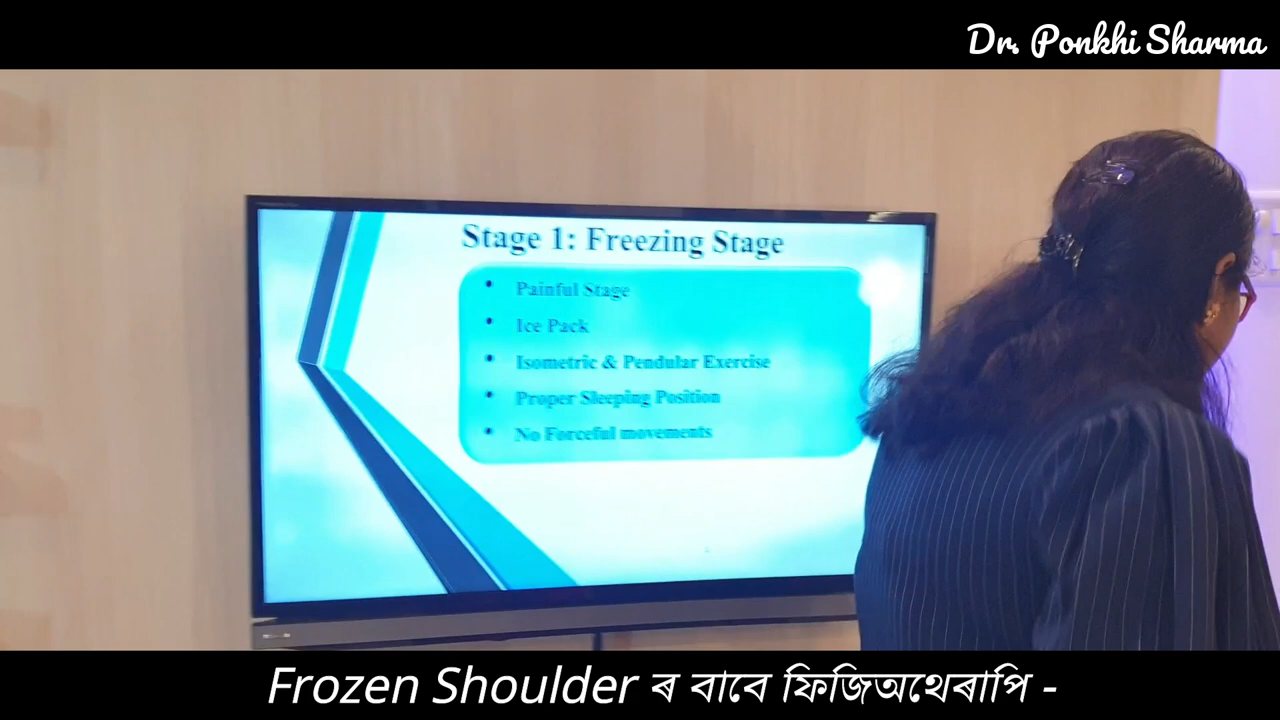 Dr. Ponkhi Sharma
Stage 1: Freezing Stage
• Painful Stage
• Ice Pack
• Isometric & Pendular Exercise
• Proper Sleeping Position
• No Forceful movements
Frozen Shoulder ৰ বাবে ফিজিঅথেৰাপি -